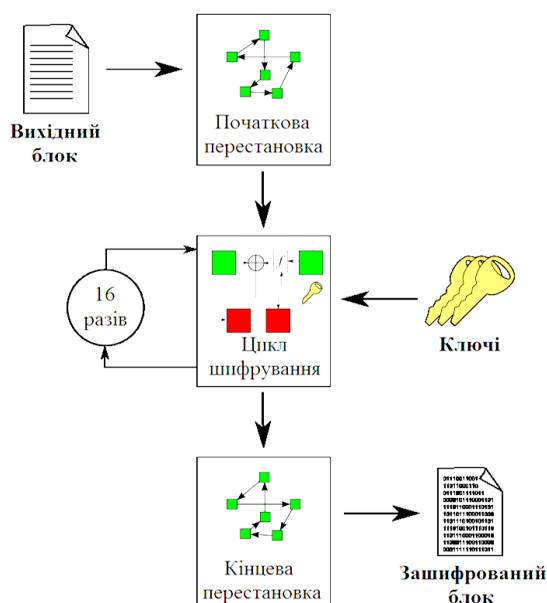 Вихідний
блок
Початкова
перестановка
16
разів
f
Цикл
шифрування
Ключі
Кінцева
перестановка
Зашифрований
блок